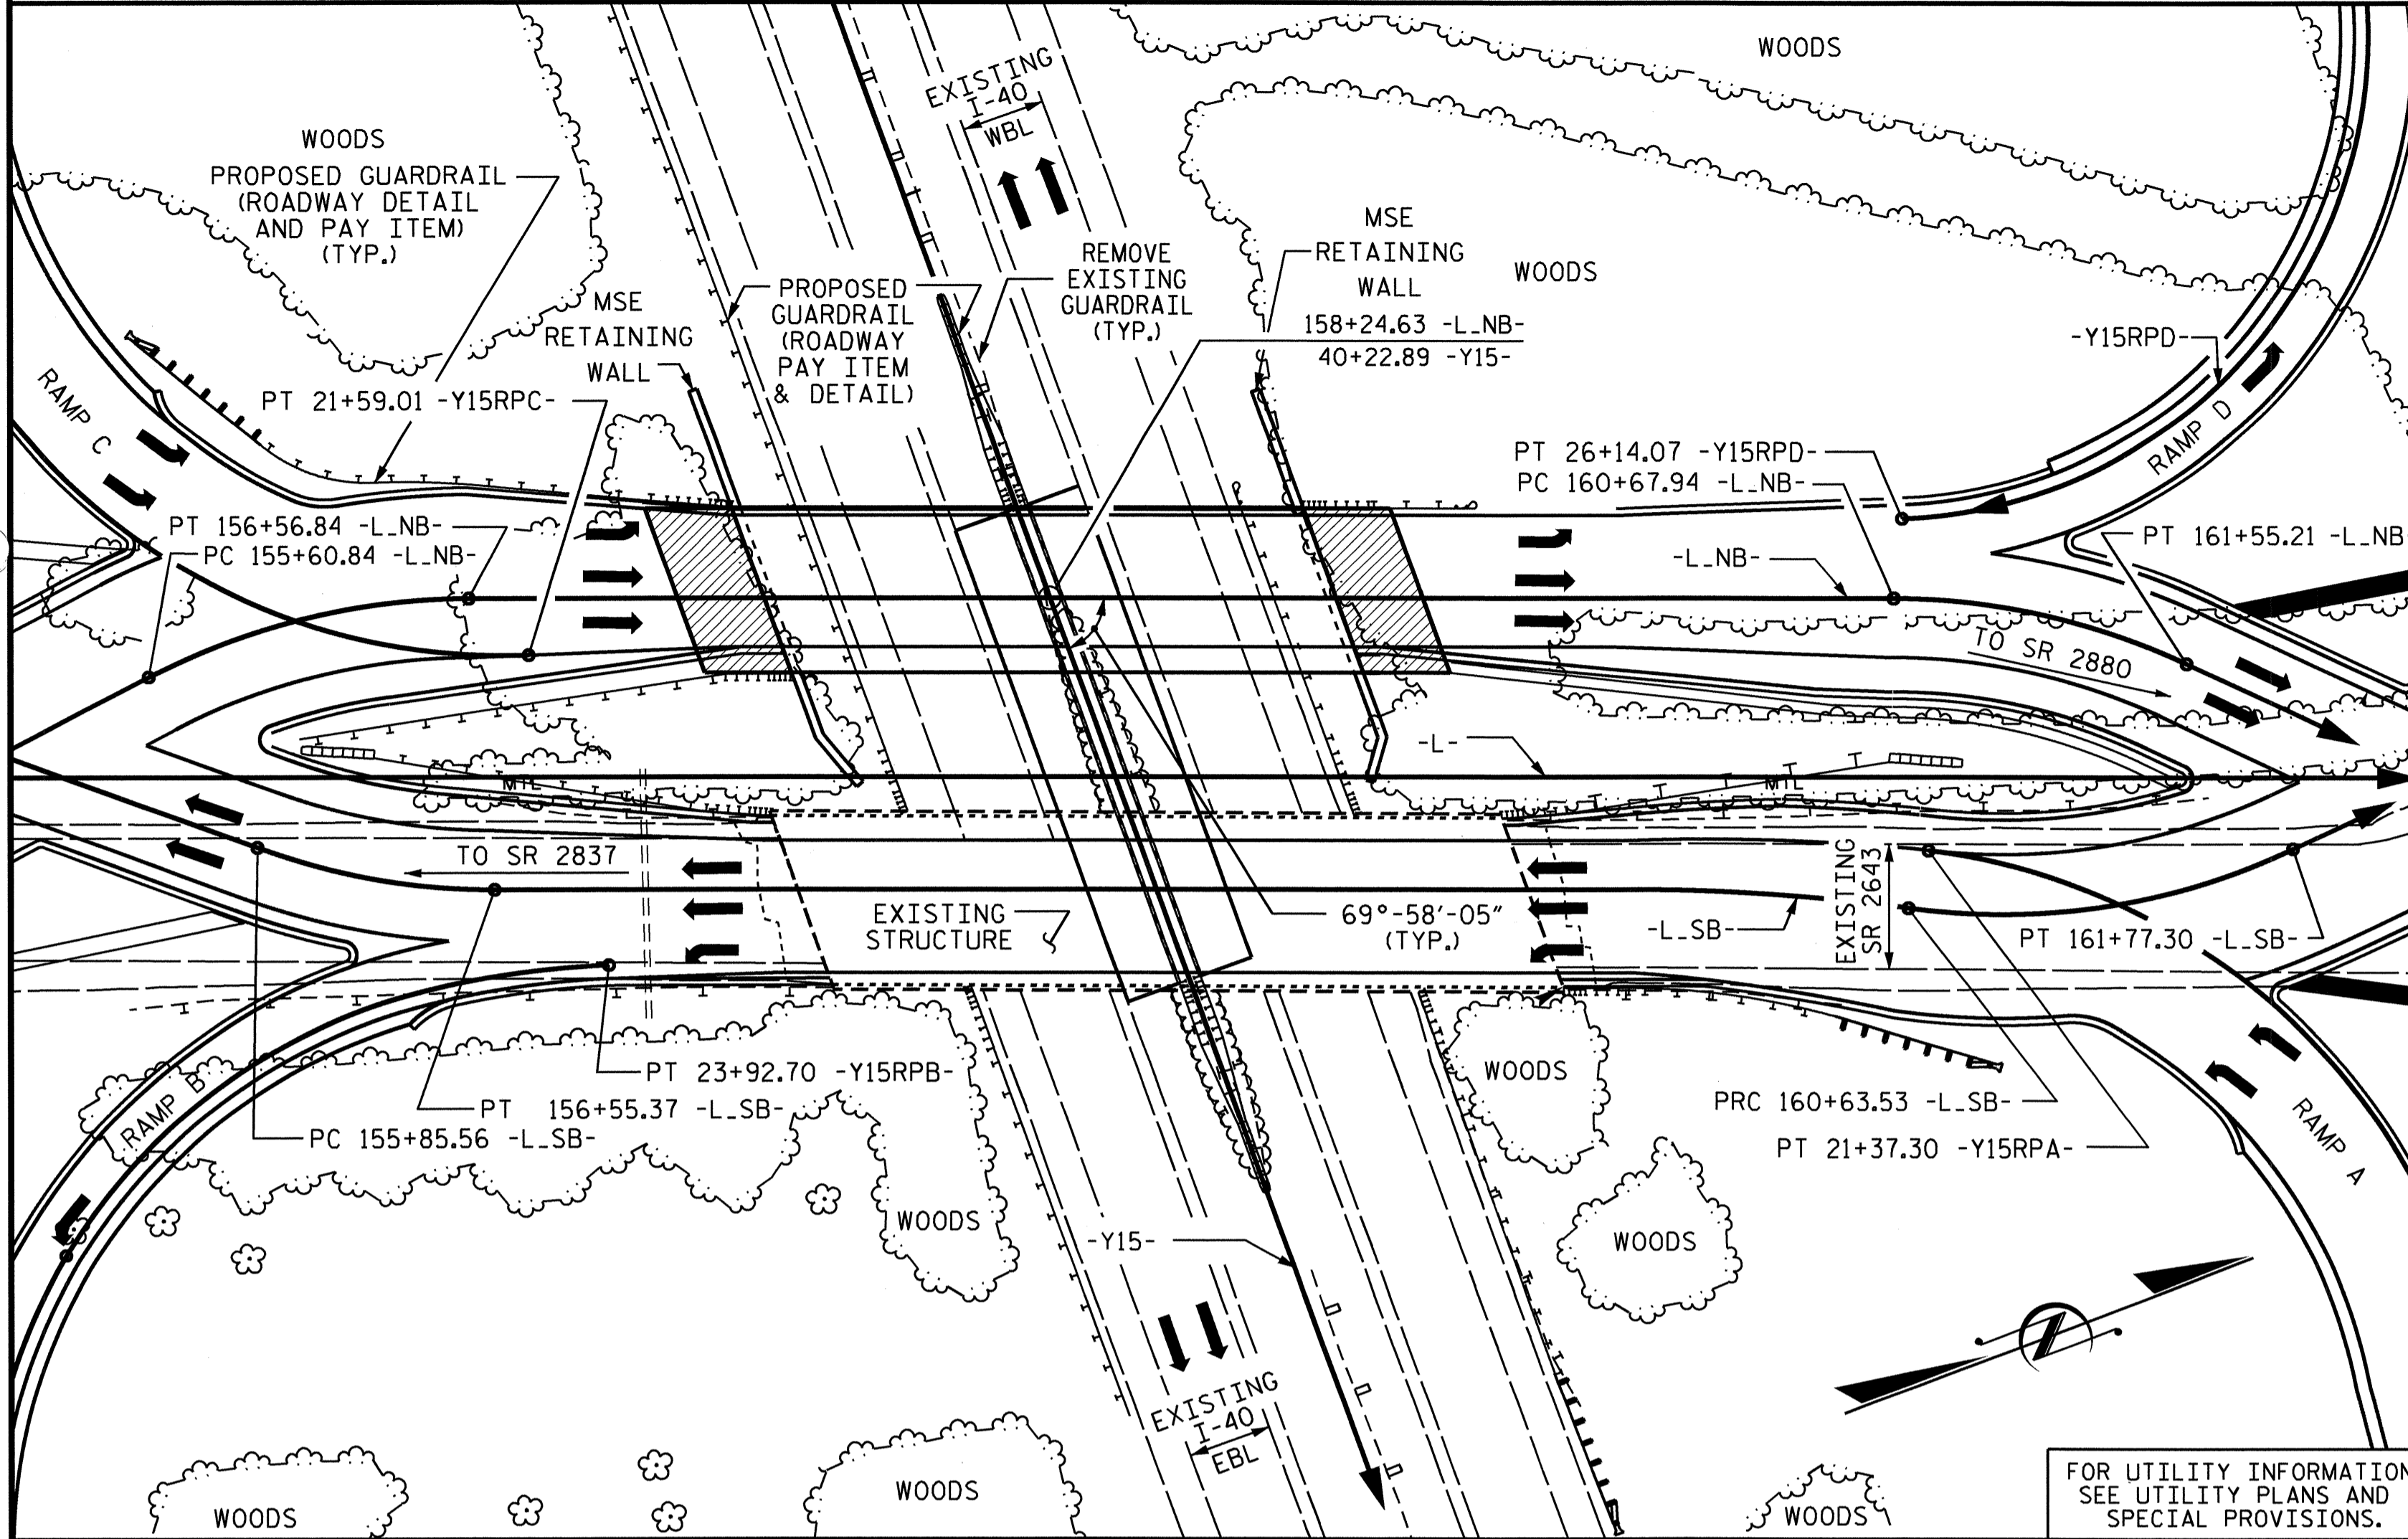 WOODS
EXISTING
I-40
WBL
WOODS
PROPOSED GUARDRAIL
(ROADWAY DETAIL
AND PAY ITEM)
(TYP.)
MSE
RETAINING
WALL
PROPOSED
GUARDRAIL
(ROADWAY
PAY ITEM
& DETAIL)
REMOVE
EXISTING
GUARDRAIL
(TYP.)
MSE
RETAINING
WALL
WOODS
158+24.63 -L_NB-
40+22.89 -Y15-
-Y15RPD-
RAMP C
PT 21+59.01 -Y15RPC-
RAMP D
PT 26+14.07 -Y15RPD-
PC 160+67.94 -L_NB-
PT 156+56.84 -L_NB-
PC 155+60.84 -L_NB-
PT 161+55.21 -L_NB-
-L_NB-
TO SR 2880
-L-
MTL
MTL
TO SR 2837
EXISTING
STRUCTURE
69°-58'-05"
(TYP.)
-L_SB-
EXISTING
SR 2643
PT 161+77.30 -L_SB-
PT 23+92.70 -Y15RPB-
PT 156+55.37 -L_SB-
PC 155+85.56 -L_SB-
RAMP B
WOODS
PRC 160+63.53 -L_SB-
PT 21+37.30 -Y15RPA-
RAMP A
WOODS
-Y15-
WOODS
EXISTING
I-40
EBL
WOODS
WOODS
WOODS
FOR UTILITY INFORMATION
SEE UTILITY PLANS AND
SPECIAL PROVISIONS.